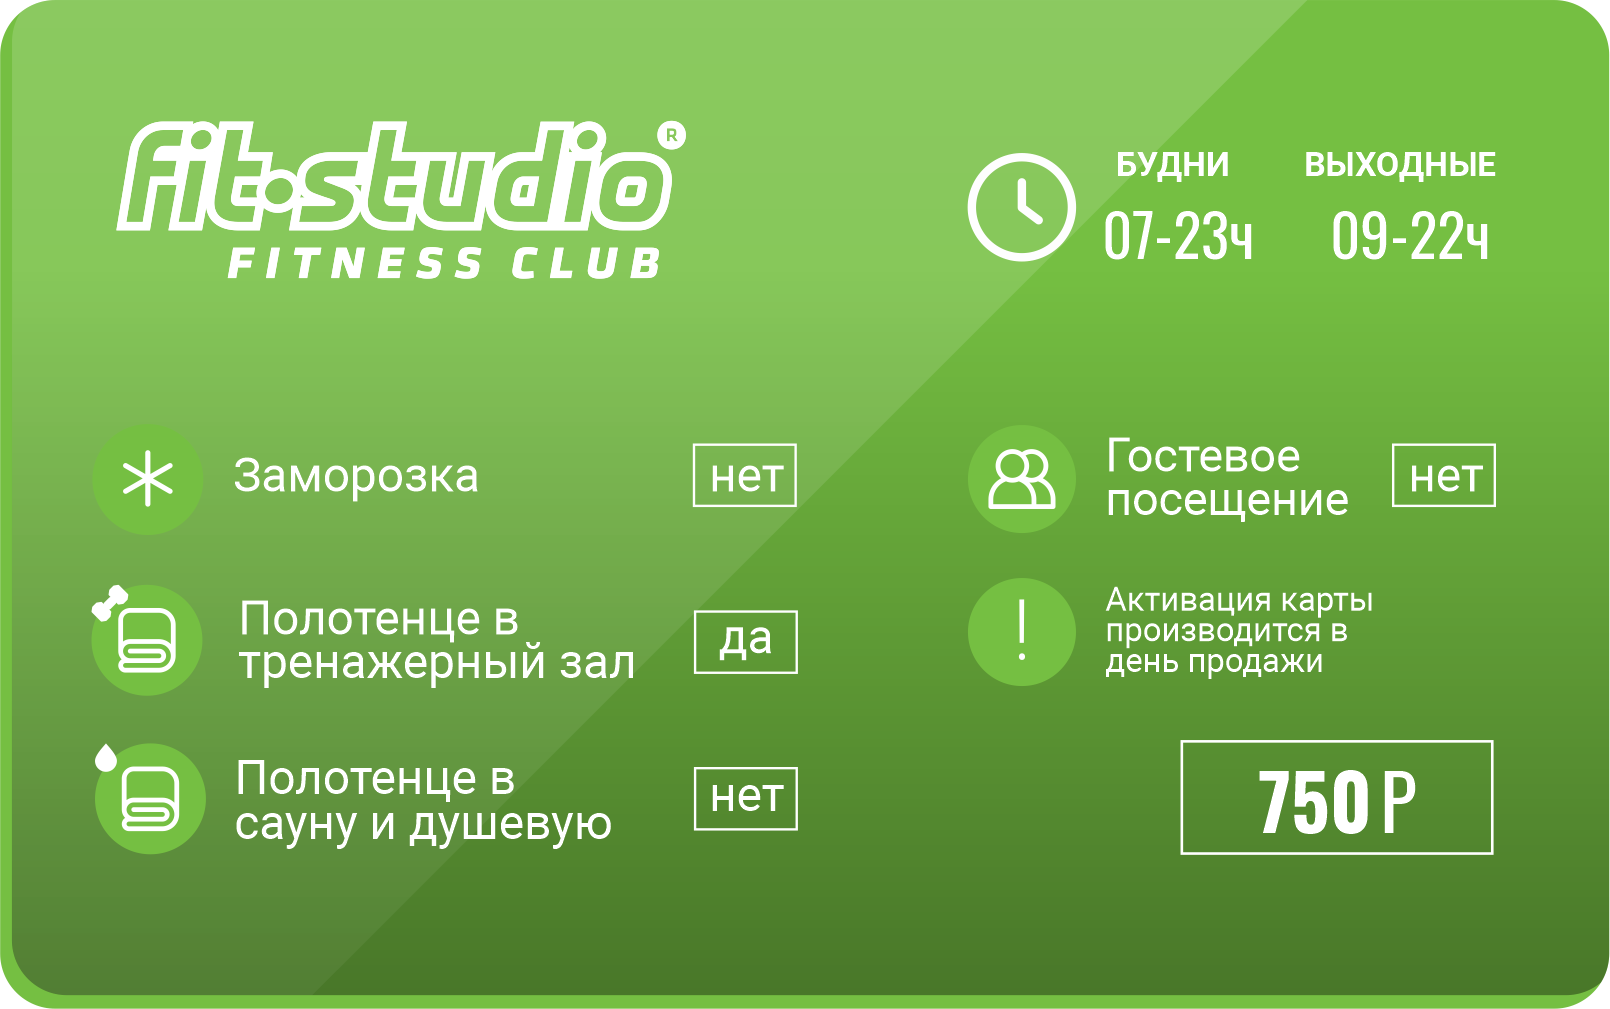 fit-studio ®
FITNESS CLUB
БУДНИ
07-23ч
ВЫХОДНЫЕ
09-22ч
Заморозка
нет
Полотенце в
тренажерный зал
да
Полотенце в
сауну и душевую
нет
Гостевое
посещение
нет
Активация карты
производится в
день продажи
750 Р